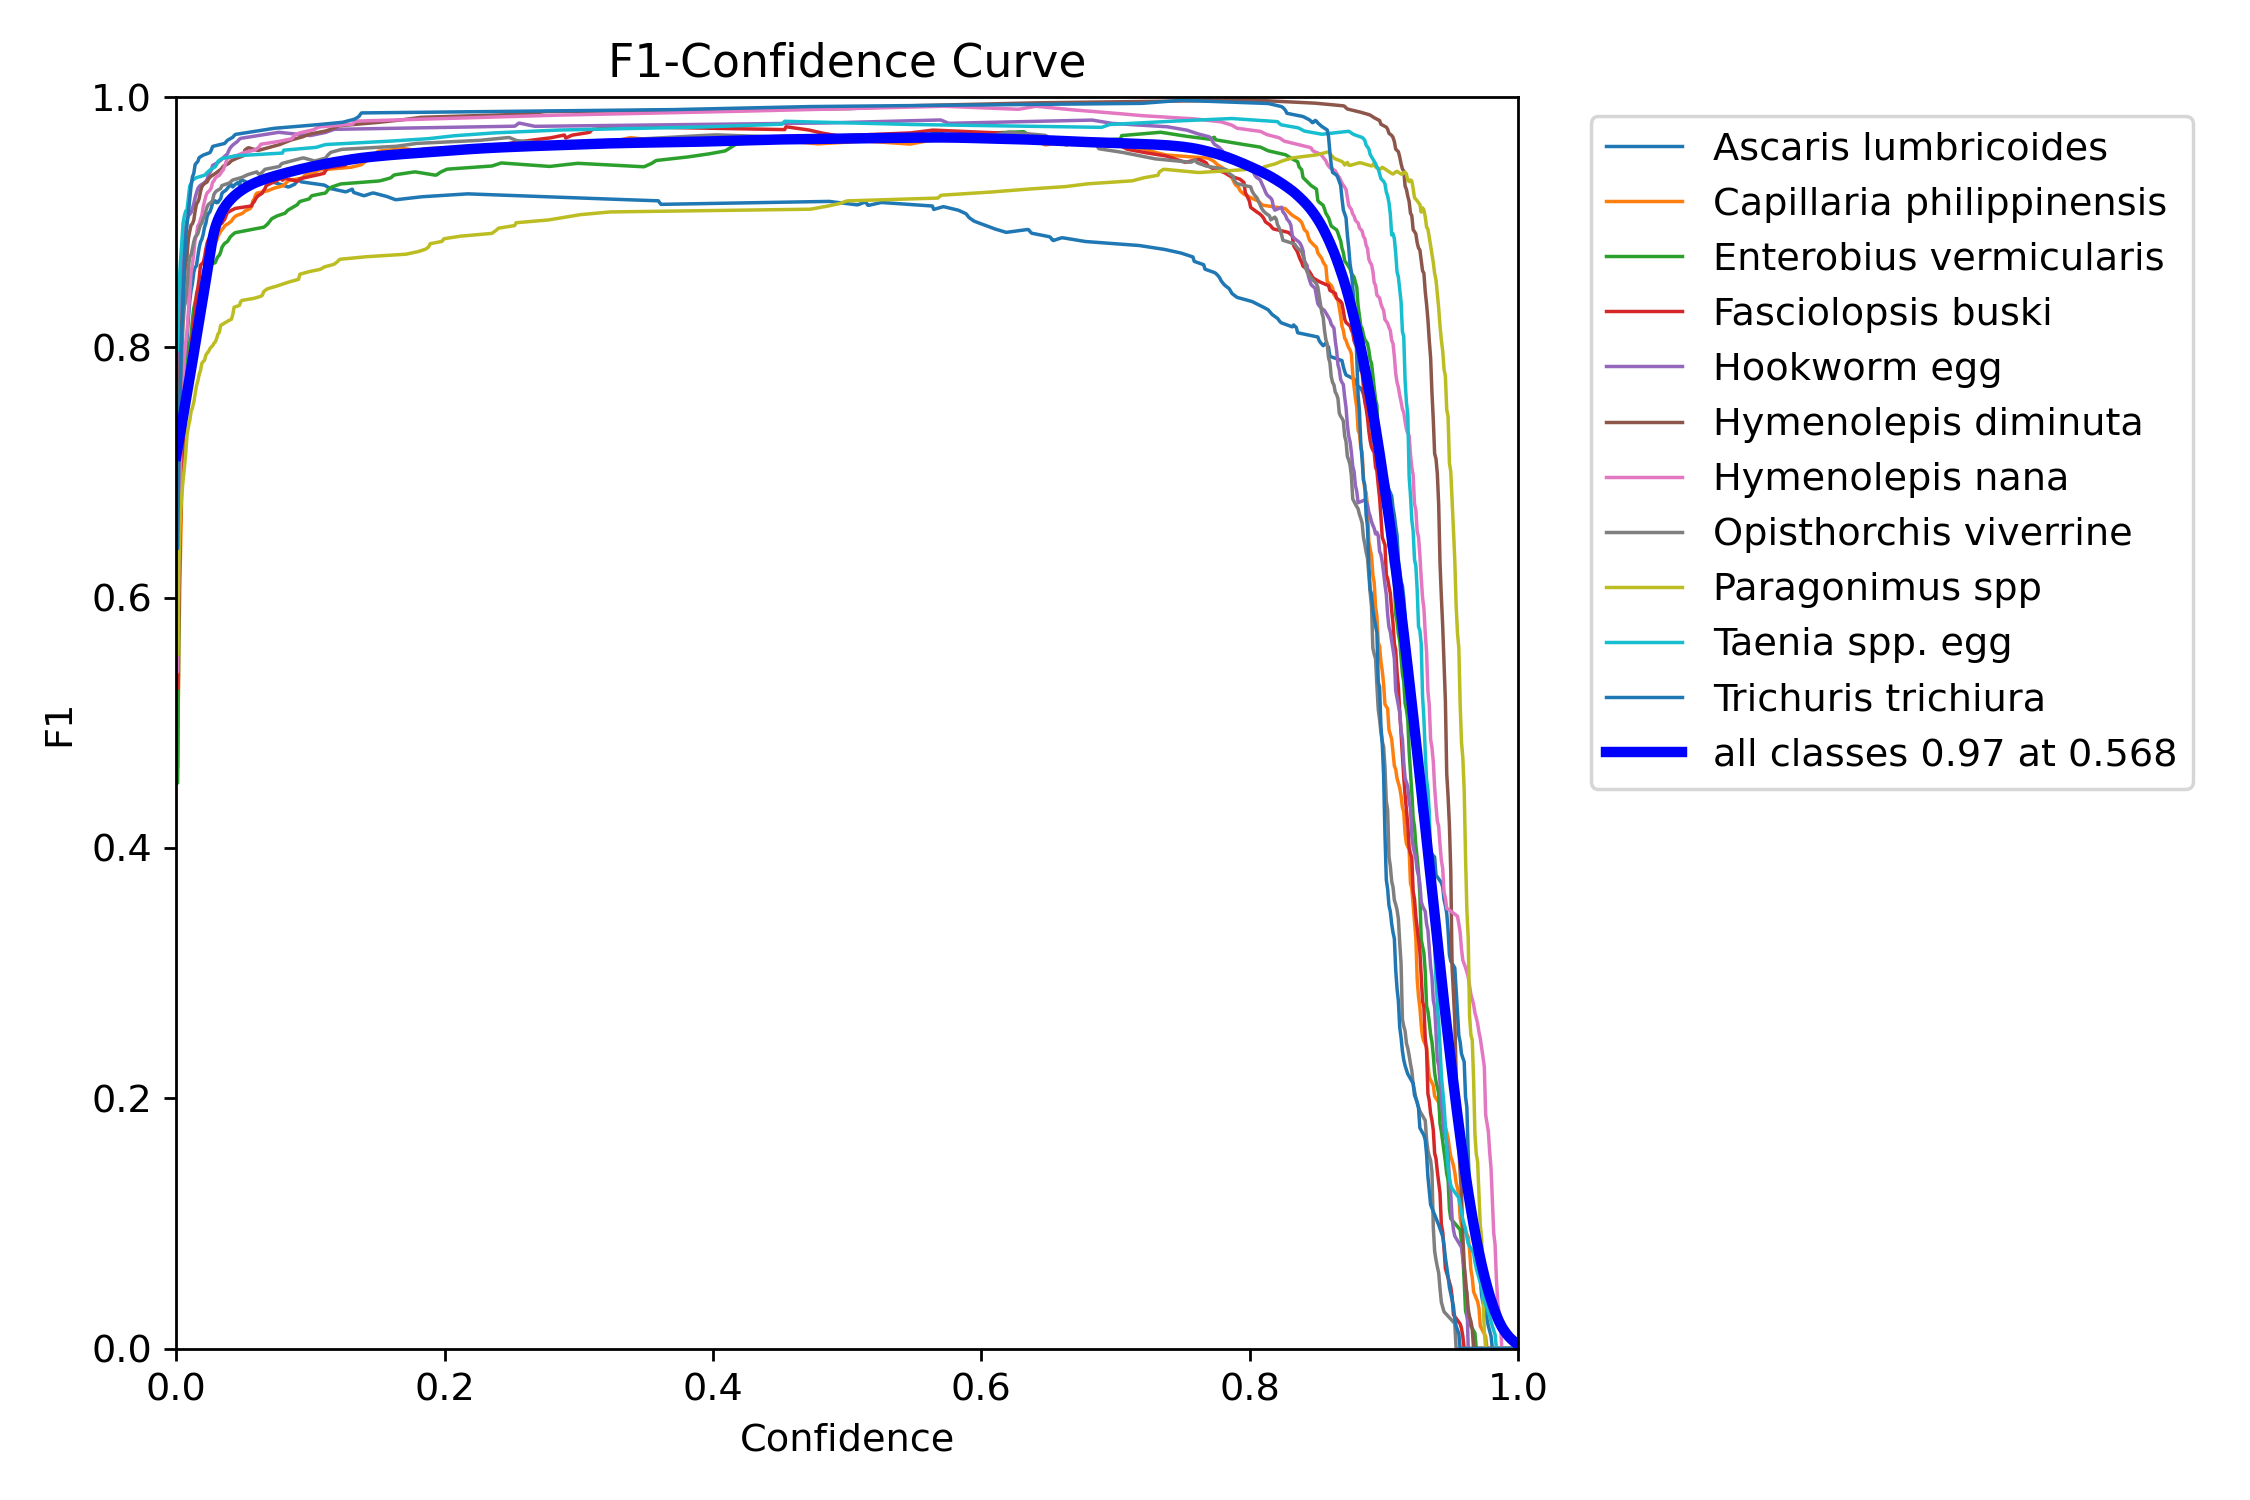 F1-Confidence Curve
1.0
0.8
0.6
0.4
0.2
0.0
F1
0.0 0.2 0.4 0.6 0.8 1.0
Confidence
Ascaris lumbricoides
Capillaria philippinensis
Enterobius vermicularis
Fasciolopsis buski
Hookworm egg
Hymenolepis diminuta
Hymenolepis nana
Opisthorchis viverrine
Paragonimus spp
Taenia spp. egg
Trichuris trichiura
all classes 0.97 at 0.568